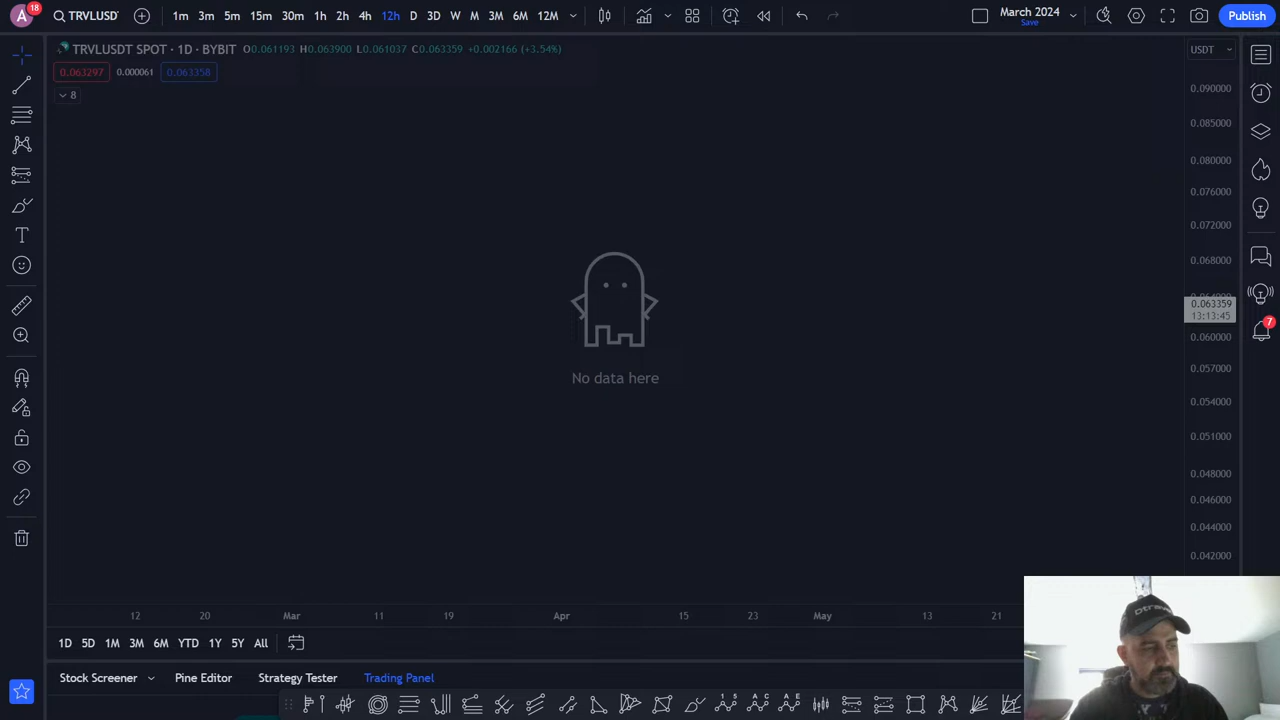 A 18 TRVLUSD 1m 3m 5m 15m 30m 1h 2h 4h 12h D 3D W M 3M 6M 12M March 2024 Save Publish
TRVLUSDT SPOT · 1D · BYBIT O0.061193 H0.063900 L0.061037 C0.063359 +0.002166 (+3.54%) USDT
0.063297 0.000061 0.063358
8
0.090000
0.085000
0.080000
0.076000
0.072000
0.068000
0.063359
13:13:45
0.060000
7
No data here
0.057000
0.054000
0.051000
0.048000
0.046000
0.044000
0.042000
12 20 Mar 11 19 Apr 15 23 May 13 21
1D 5D 1M 3M 6M YTD 1Y 5Y All
Stock Screener Pine Editor Strategy Tester Trading Panel